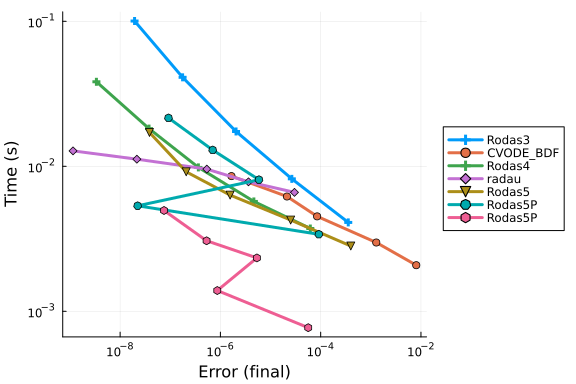 10⁻¹
10⁻²
10⁻³
Time (s)
10⁻⁸
10⁻⁶
10⁻⁴
10⁻²
Error (final)
Rodas3
CVODE_BDF
Rodas4
radau
Rodas5
Rodas5P
Rodas5P